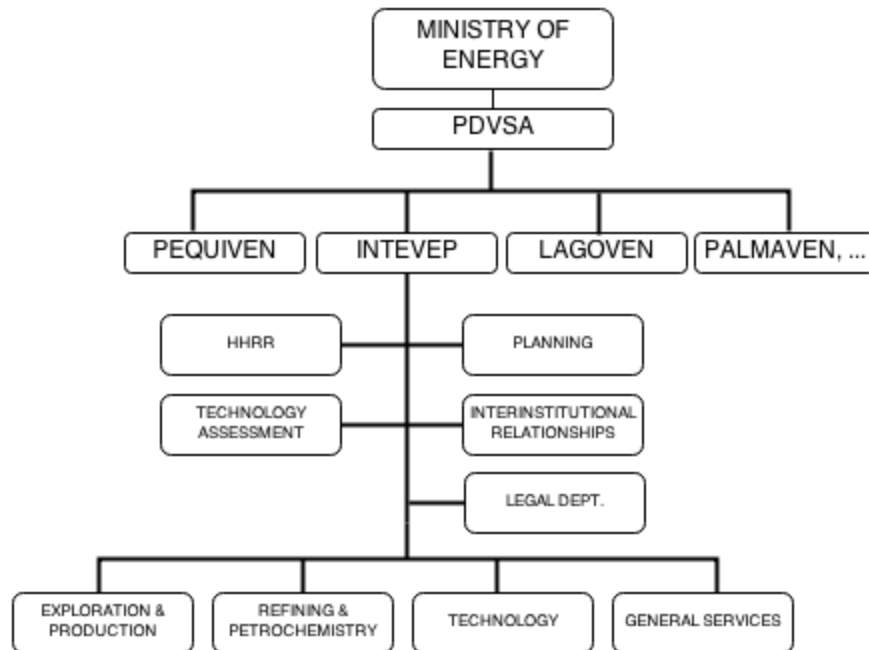 MINISTRY OF
ENERGY
PDVSA
PEQUIVEN
INTEVEP
LAGOVEN
PALMAVEN, ...
HHRR
PLANNING
TECHNOLOGY
ASSESSMENT
INTERINSTITUTIONAL
RELATIONSHIPS
LEGAL DEPT.
EXPLORATION &
PRODUCTION
REFINING &
PETROCHEMISTRY
TECHNOLOGY
GENERAL SERVICES